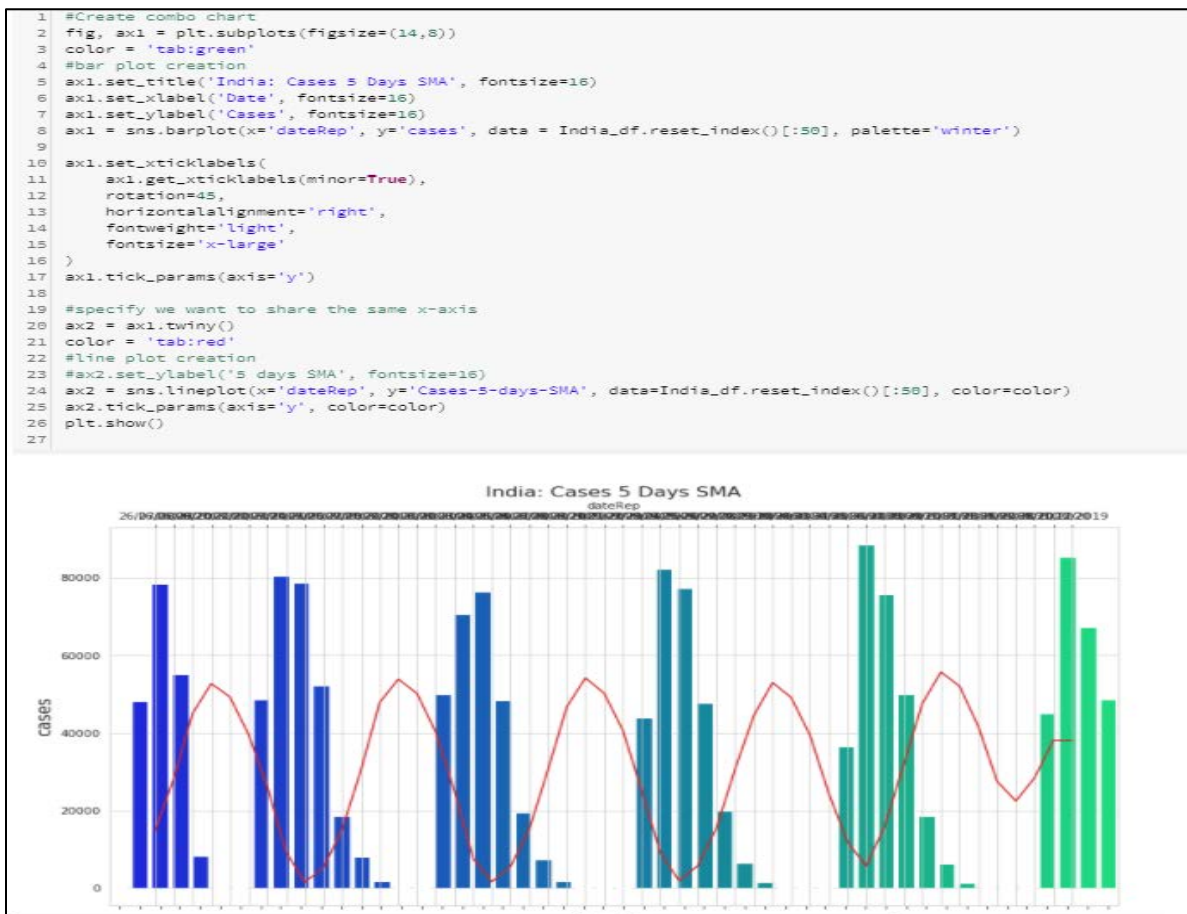 1 #Create combo chart
2 fig, ax1 = plt.subplots(figsize=(14,8))
3 color = 'tab:green'
4 #bar plot creation
5 ax1.set_title('India: Cases 5 Days SMA', fontsize=16)
6 ax1.set_xlabel('Date', fontsize=16)
7 ax1.set_ylabel('Cases', fontsize=16)
8 ax1 = sns.barplot(x='dateRep', y='cases', data = India_df.reset_index()[:50], palette='winter')
9
10 ax1.set_xticklabels(
11 ax1.get_xticklabels(minor=True),
12 rotation=45,
13 horizontalalignment='right',
14 fontweight='light',
15 fontsize='x-large'
16 )
17 ax1.tick_params(axis='y')
18
19 #specify we want to share the same x-axis
20 ax2 = ax1.twiny()
21 color = 'tab:red'
22 #line plot creation
23 #ax2.set_ylabel('5 days SMA', fontsize=16)
24 ax2 = sns.lineplot(x='dateRep', y='Cases-5-days-SMA', data=India_df.reset_index()[:50], color=color)
25 ax2.tick_params(axis='y', color=color)
26 plt.show()
27
India: Cases 5 Days SMA
dateRep
80000
60000
40000
20000
0
cases